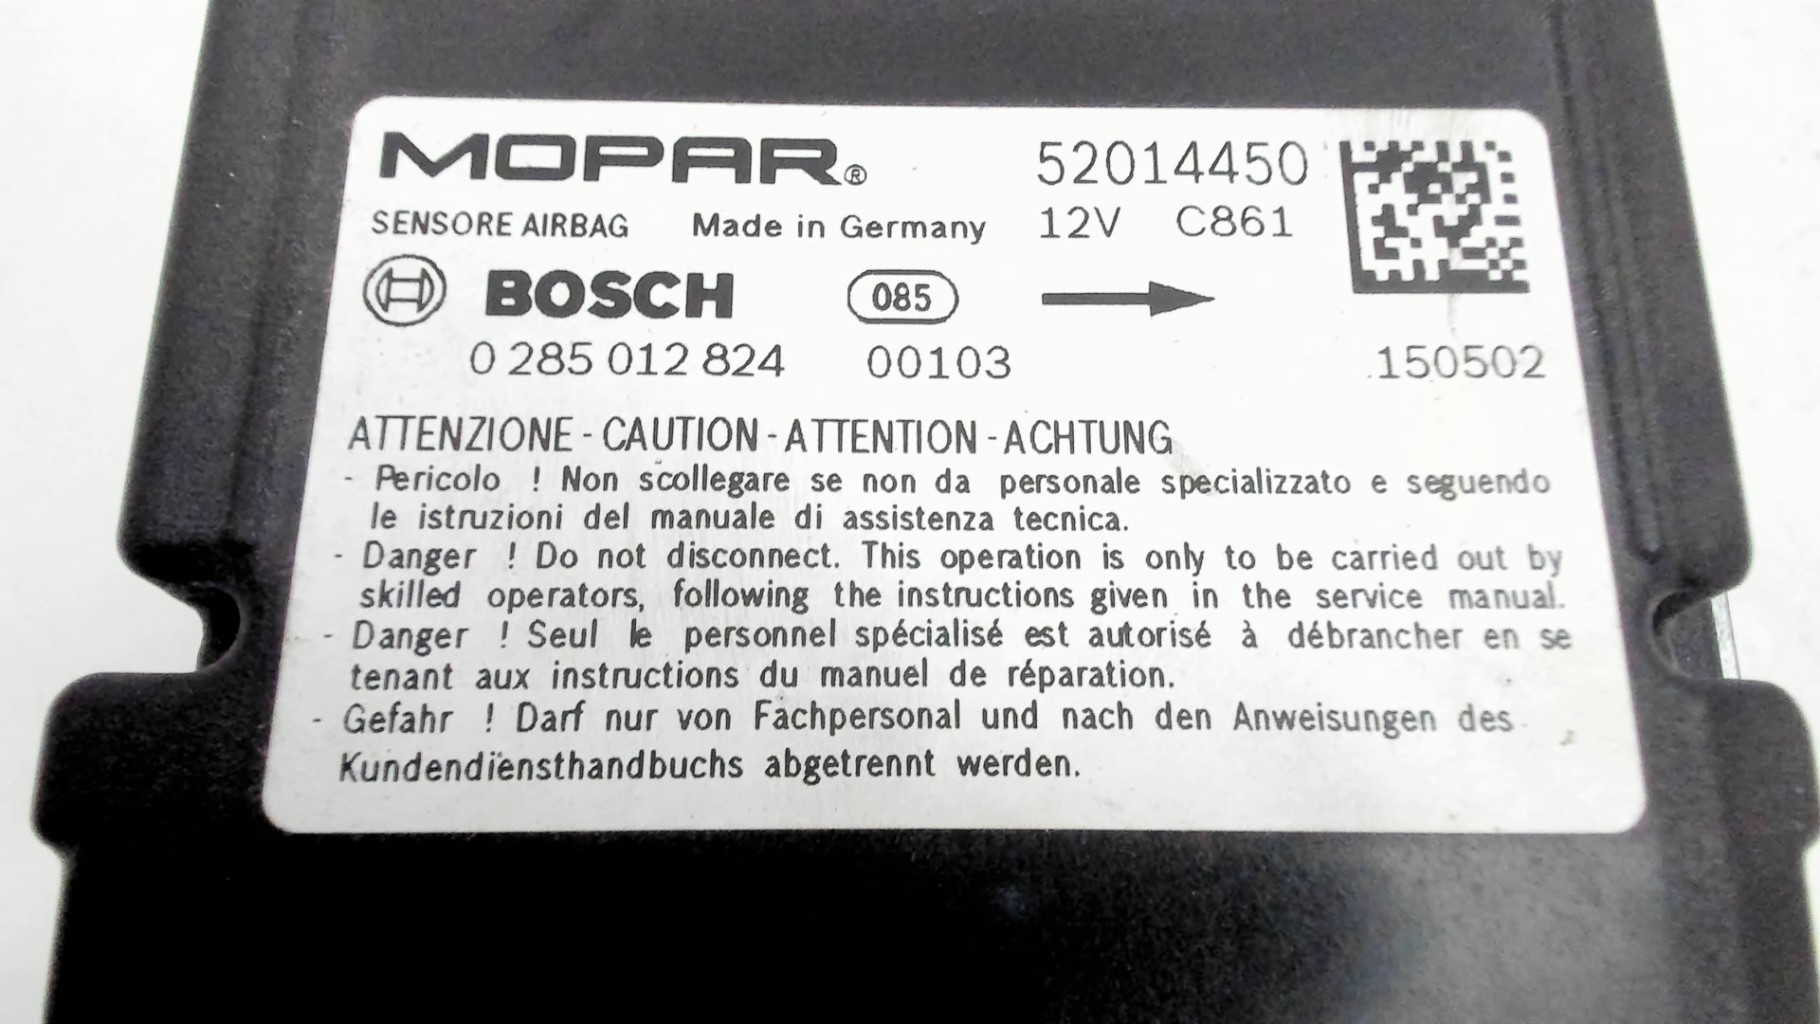 MOPAR® 52014450
SENSORE AIRBAG Made in Germany 12V C861
BOSCH 085
0 285 012 824 00103 150502
ATTENZIONE - CAUTION - ATTENTION - ACHTUNG
- Pericolo ! Non scollegare se non da personale specializzato e seguendo
le istruzioni del manuale di assistenza tecnica.
- Danger ! Do not disconnect. This operation is only to be carried out by
skilled operators, following the instructions given in the service manual.
- Danger ! Seul le personnel spécialisé est autorisé à débrancher en se
tenant aux instructions du manuel de réparation.
- Gefahr ! Darf nur von Fachpersonal und nach den Anweisungen des
Kundendiensthandbuchs abgetrennt werden.